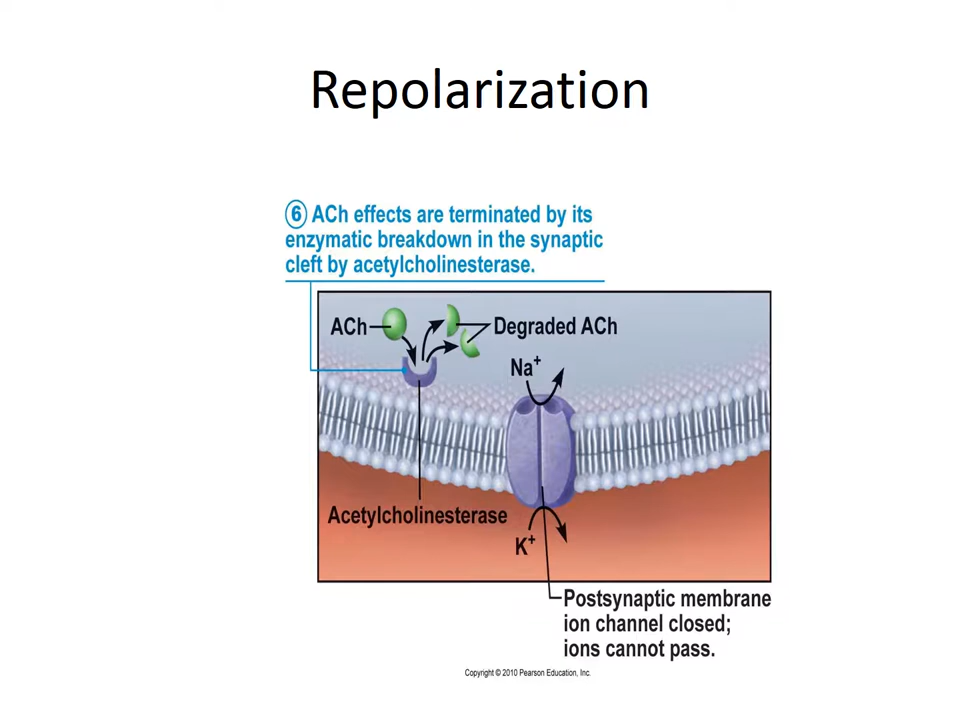 Repolarization
6 ACh effects are terminated by its
enzymatic breakdown in the synaptic
cleft by acetylcholinesterase.
ACh
Degraded ACh
Na+
Acetylcholinesterase
K+
Postsynaptic membrane
ion channel closed;
ions cannot pass.
Copyright © 2010 Pearson Education, Inc.